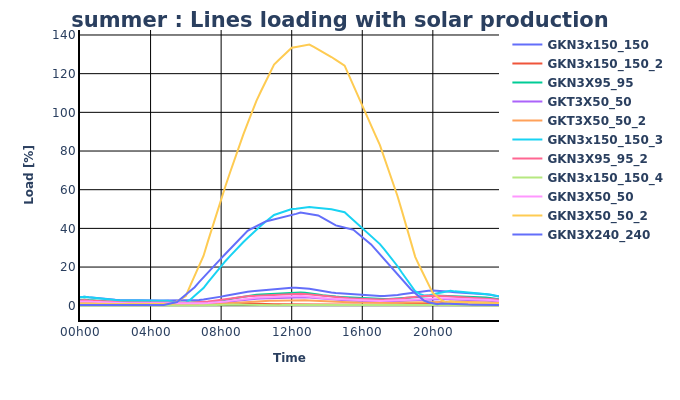 summer : Lines loading with solar production
140
120
100
80
60
40
20
0
Load [%]
00h00 04h00 08h00 12h00 16h00 20h00
Time
GKN3x150_150
GKN3x150_150_2
GKN3X95_95
GKT3X50_50
GKT3X50_50_2
GKN3x150_150_3
GKN3X95_95_2
GKN3x150_150_4
GKN3X50_50
GKN3X50_50_2
GKN3X240_240